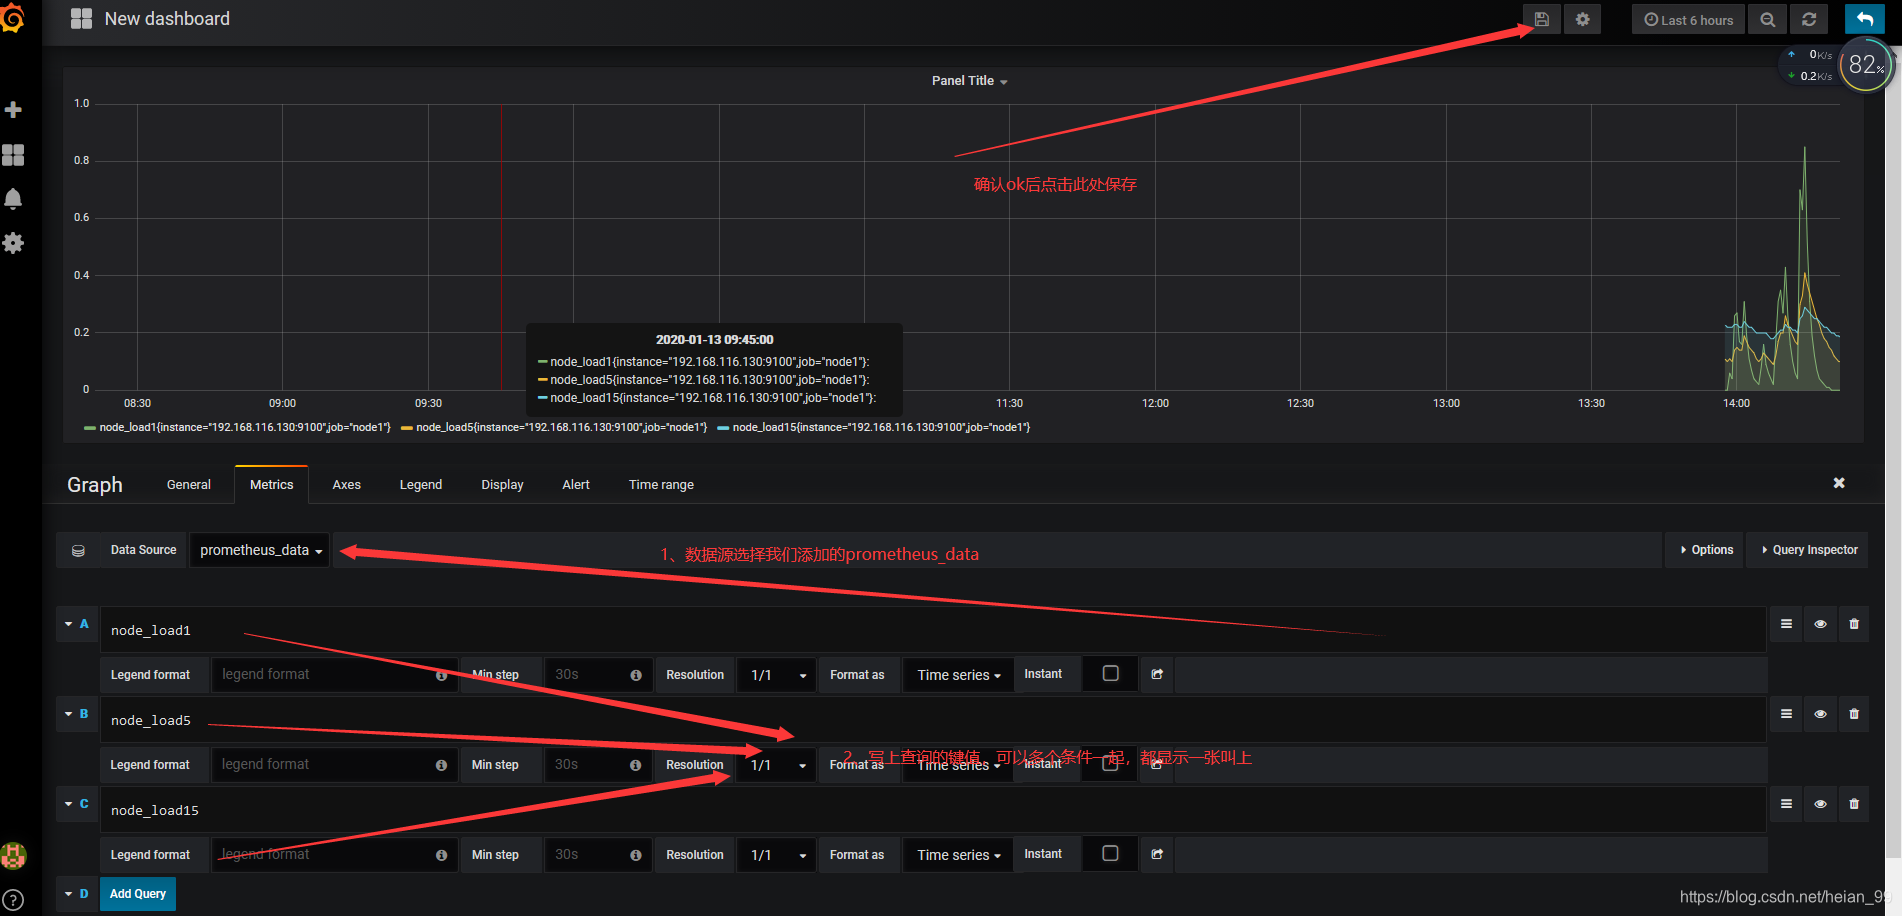 New dashboard
Last 6 hours
0K/s
0.2K/s
82%
Panel Title
1.0
0.8
0.6
0.4
0.2
0
确认ok后点击此处保存
2020-01-13 09:45:00
node_load1{instance="192.168.116.130:9100",job="node1"}:
node_load5{instance="192.168.116.130:9100",job="node1"}:
node_load15{instance="192.168.116.130:9100",job="node1"}:
08:30 09:00 09:30 11:30 12:00 12:30 13:00 13:30 14:00
node_load1{instance="192.168.116.130:9100",job="node1"} node_load5{instance="192.168.116.130:9100",job="node1"} node_load15{instance="192.168.116.130:9100",job="node1"}
Graph General Metrics Axes Legend Display Alert Time range
Data Source prometheus_data Options Query Inspector
1、数据源选择我们添加的prometheus_data
A node_load1
Legend format legend format Min step 30s Resolution 1/1 Format as Time series Instant
B node_load5
Legend format legend format Min step 30s Resolution 1/1 Format as Time series Instant
2、写上查询的键值，可以多个条件一起，都显示一张叫上
C node_load15
Legend format legend format Min step 30s Resolution 1/1 Format as Time series Instant
D Add Query
https://blog.csdn.net/heian_99